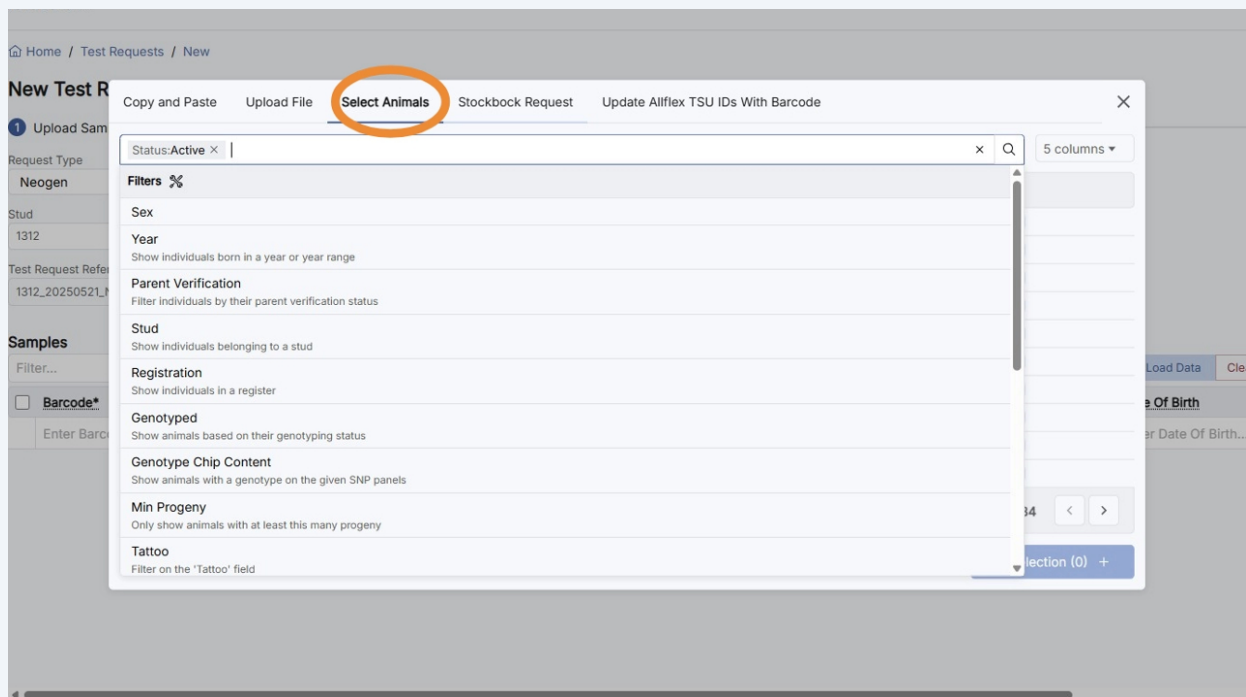 Home / Test Requests / New
New Test R
Copy and Paste Upload File Select Animals Stockbock Request Update Allflex TSU IDs With Barcode
1 Upload Sam
Status:Active
5 columns
Request Type
Neogen
Filters
Sex
Stud
1312
Year
Show individuals born in a year or year range
Test Request Refe
1312_20250521_
Parent Verification
Filter individuals by their parent verification status
Stud
Show individuals belonging to a stud
Samples
Filter...
Load Data Cle
Registration
Show individuals in a register
Barcode*
e Of Birth
Genotyped
Show animals based on their genotyping status
Enter Barc
er Date Of Birth...
Genotype Chip Content
Show animals with a genotype on the given SNP panels
Min Progeny
Only show animals with at least this many progeny
34
Tattoo
Filter on the 'Tattoo' field
lection (0) +